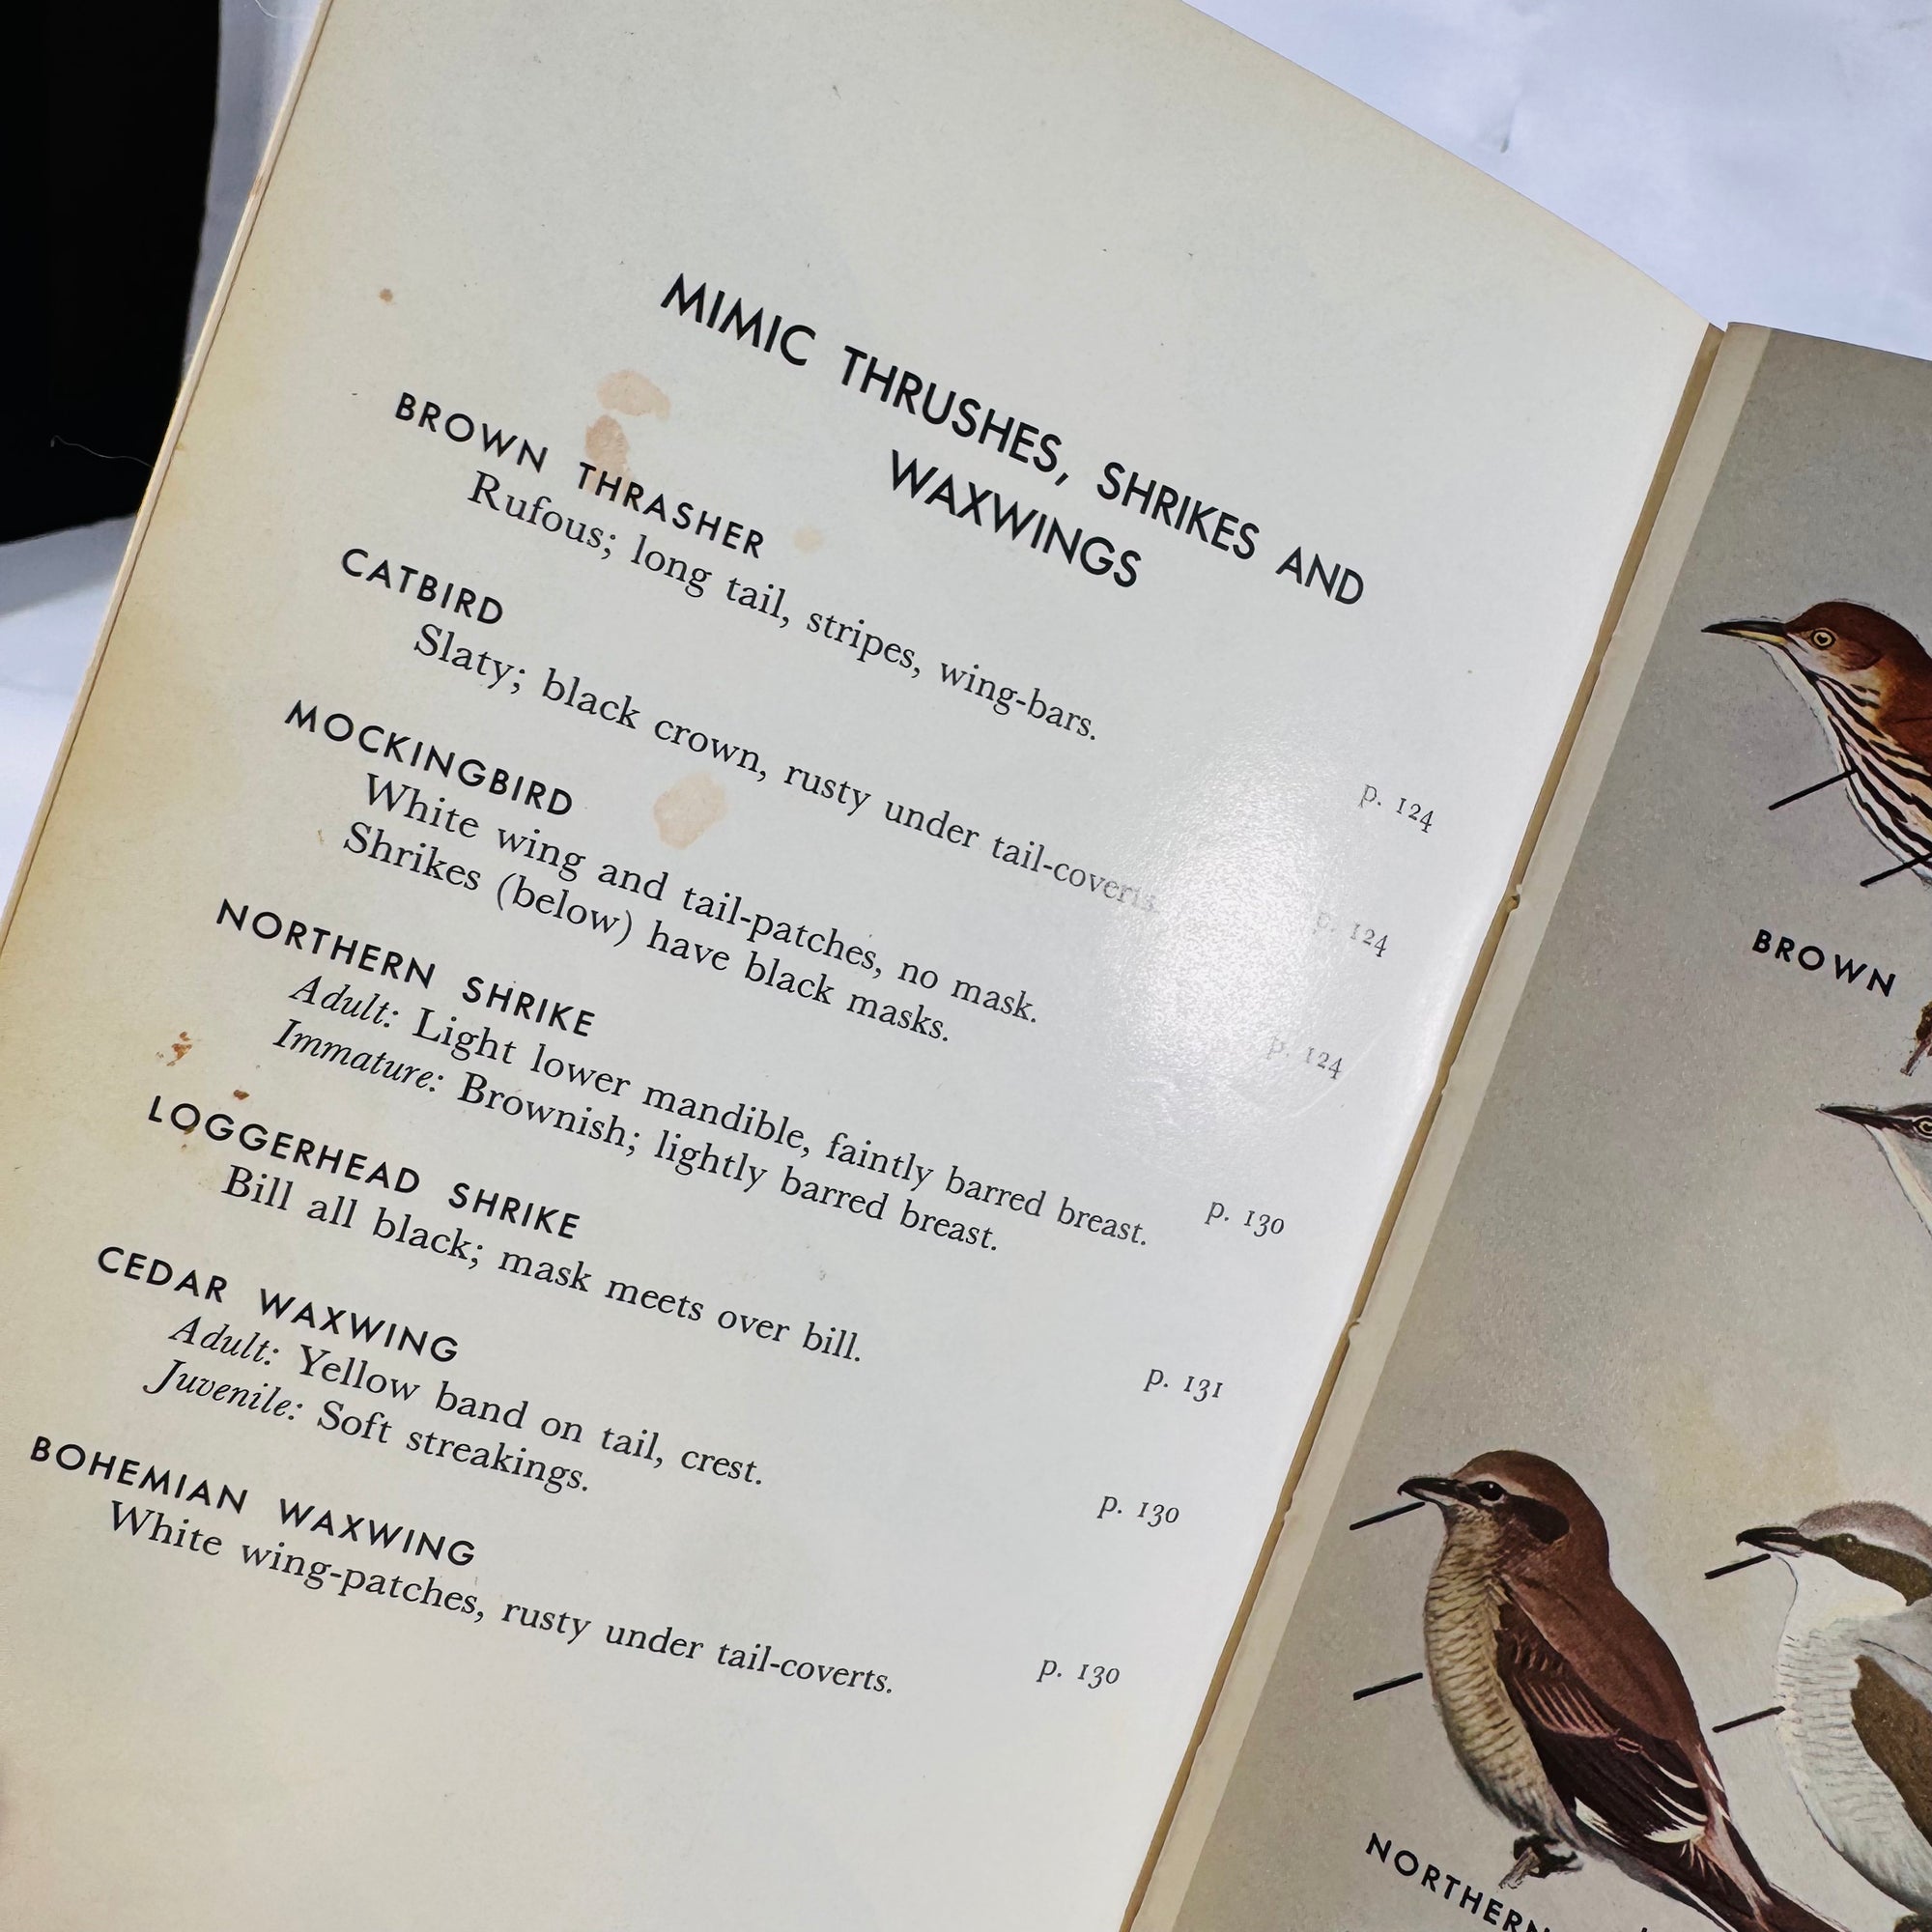 MIMIC THRUSHES, SHRIKES AND
WAXWINGS
BROWN THRASHER
Rufous; long tail, stripes, wing-bars.
p. 124
CATBIRD
Slaty; black crown, rusty under tail-coverts.
p. 124
MOCKINGBIRD
White wing and tail-patches, no mask.
Shrikes (below) have black masks.
p. 124
NORTHERN SHRIKE
Adult: Light lower mandible, faintly barred breast.
Immature: Brownish; lightly barred breast.
p. 130
LOGGERHEAD SHRIKE
Bill all black; mask meets over bill.
p. 131
CEDAR WAXWING
Adult: Yellow band on tail, crest.
Juvenile: Soft streakings.
p. 130
BOHEMIAN WAXWING
White wing-patches, rusty under tail-coverts.
p. 130
BROWN
NORTHERN